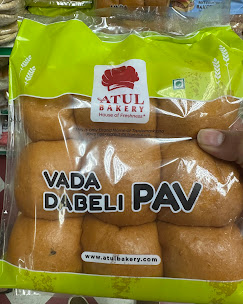 ATUL
BAKERY
House of Freshness
VADA
DABELI PAV
www.atulbakery.com